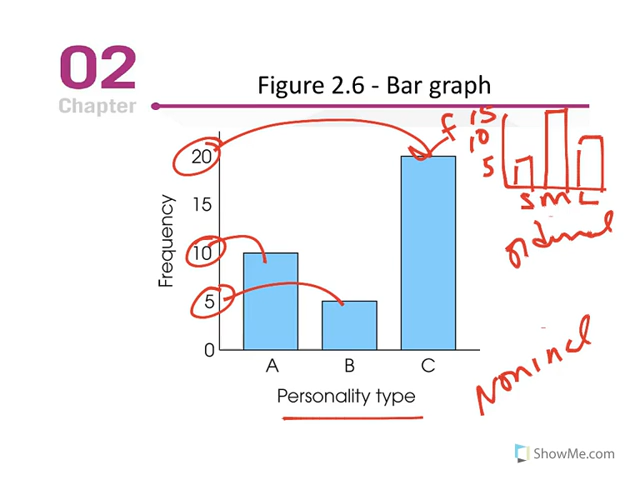 02
Chapter
Figure 2.6 - Bar graph
Frequency
20
15
10
5
0
A B C
Personality type
f
15
10
5
S M L
ordinal
Nominal
ShowMe.com